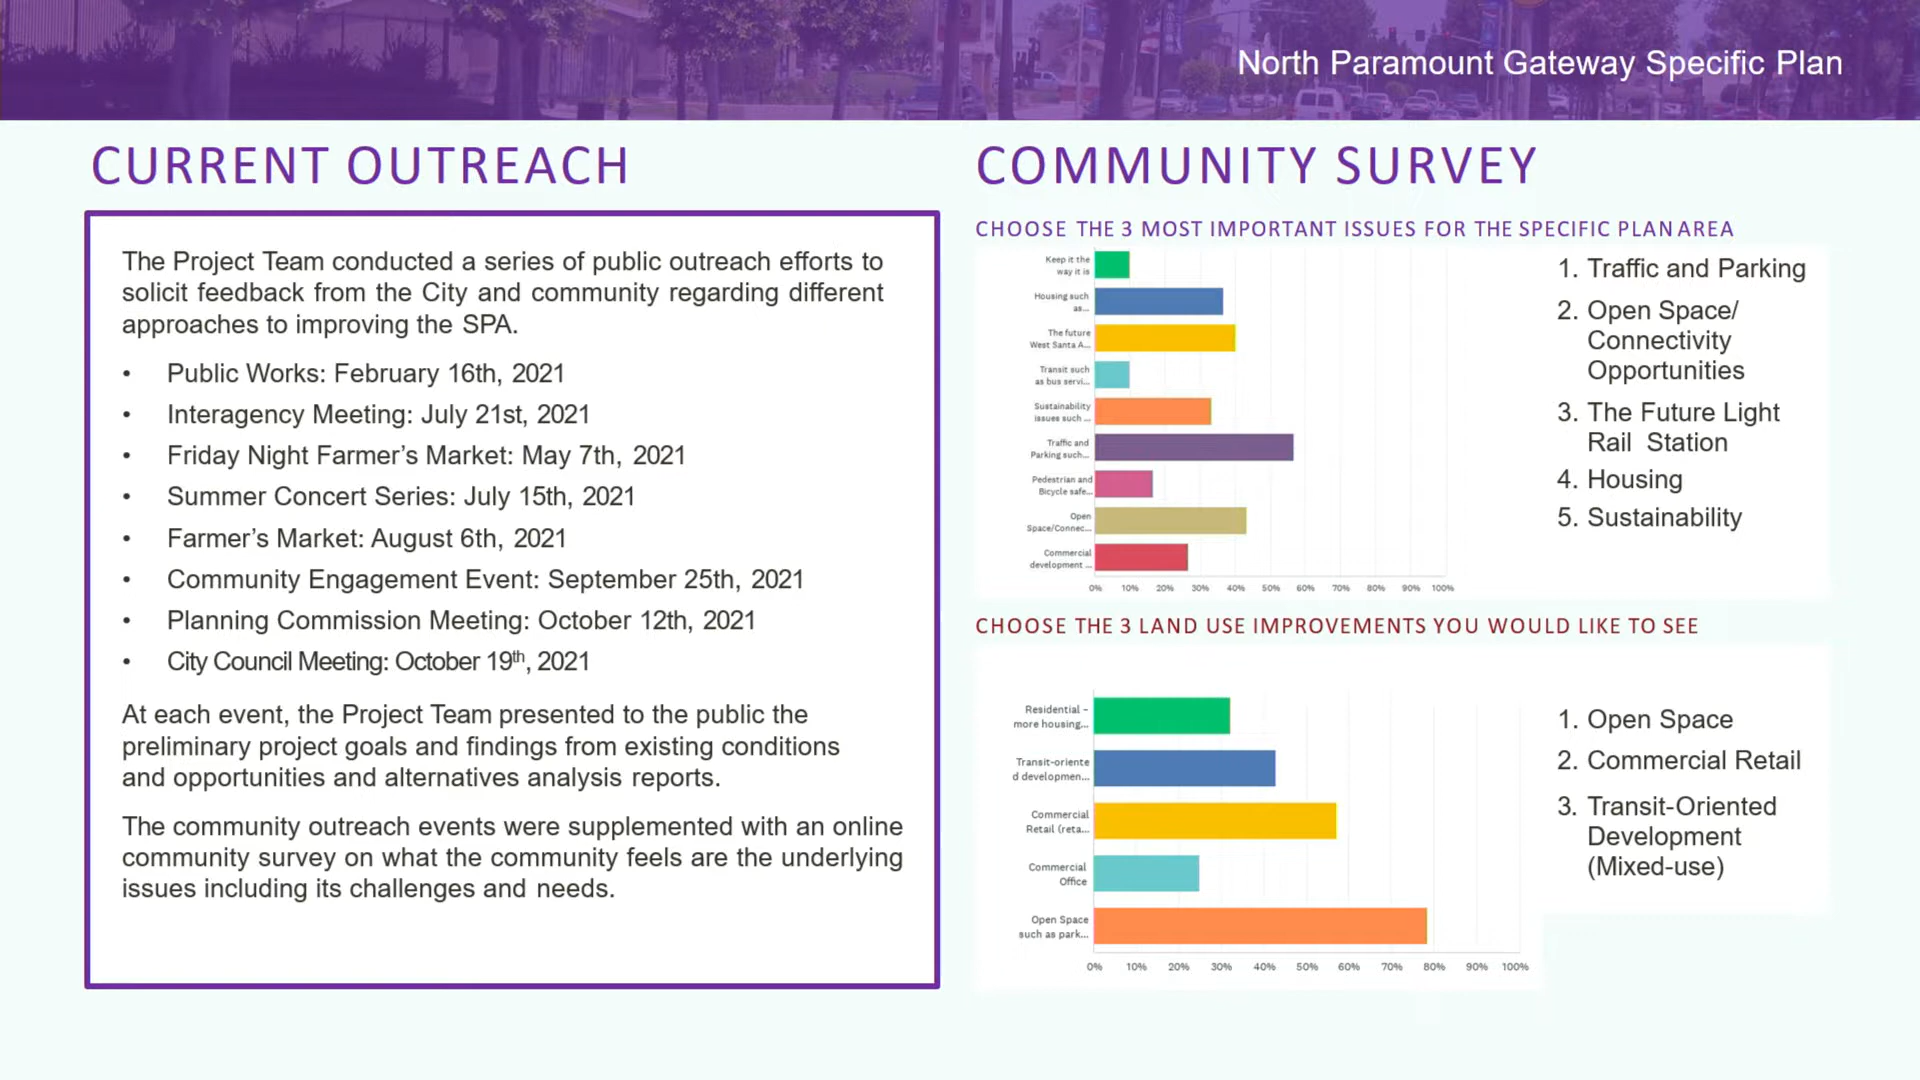 North Paramount Gateway Specific Plan
CURRENT OUTREACH
The Project Team conducted a series of public outreach efforts to
solicit feedback from the City and community regarding different
approaches to improving the SPA.
• Public Works: February 16th, 2021
• Interagency Meeting: July 21st, 2021
• Friday Night Farmer’s Market: May 7th, 2021
• Summer Concert Series: July 15th, 2021
• Farmer’s Market: August 6th, 2021
• Community Engagement Event: September 25th, 2021
• Planning Commission Meeting: October 12th, 2021
• City Council Meeting: October 19th, 2021
At each event, the Project Team presented to the public the
preliminary project goals and findings from existing conditions
and opportunities and alternatives analysis reports.
The community outreach events were supplemented with an online
community survey on what the community feels are the underlying
issues including its challenges and needs.
COMMUNITY SURVEY
CHOOSE THE 3 MOST IMPORTANT ISSUES FOR THE SPECIFIC PLAN AREA
Keep it the
way it is
Housing such
as...
The future
West Santa A...
Transit such
as bus servi...
Sustainability
issues such ...
Traffic and
Parking such...
Pedestrian and
Bicycle safe...
Open
Space/Connec...
Commercial
development ...
0% 10% 20% 30% 40% 50% 60% 70% 80% 90% 100%
1. Traffic and Parking
2. Open Space/
Connectivity
Opportunities
3. The Future Light
Rail Station
4. Housing
5. Sustainability
CHOOSE THE 3 LAND USE IMPROVEMENTS YOU WOULD LIKE TO SEE
Residential –
more housing...
Transit-oriente
d developmen...
Commercial
Retail (reta...
Commercial
Office
Open Space
such as park...
0% 10% 20% 30% 40% 50% 60% 70% 80% 90% 100%
1. Open Space
2. Commercial Retail
3. Transit-Oriented
Development
(Mixed-use)